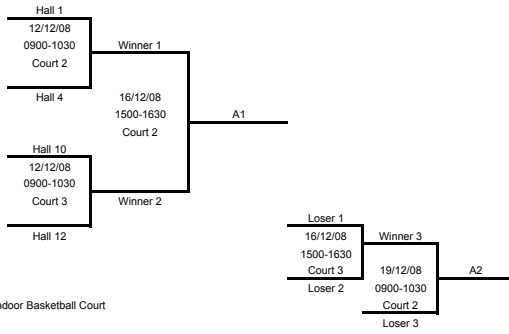 Hall 1
12/12/08
0900-1030
Court 2
Hall 4
Winner 1
16/12/08
1500-1630
Court 2
A1
Hall 10
12/12/08
0900-1030
Court 3
Hall 12
Winner 2
Loser 1
16/12/08
1500-1630
Court 3
Loser 2
Winner 3
19/12/08
0900-1030
Court 2
Loser 3
A2
ndoor Basketball Court